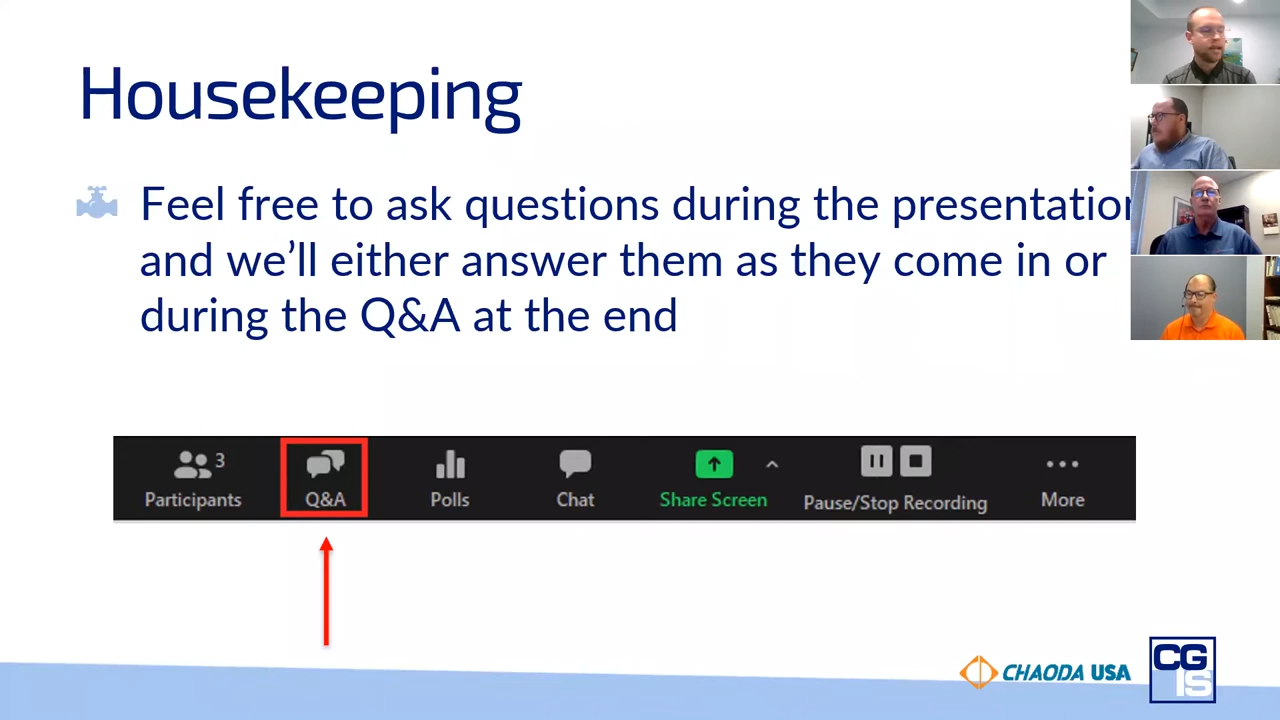 Housekeeping
Feel free to ask questions during the presentation
and we'll either answer them as they come in or
during the Q&A at the end
3
Participants
Q&A
Polls
Chat
Share Screen
Pause/Stop Recording
More
CHAODA USA
CG
IS